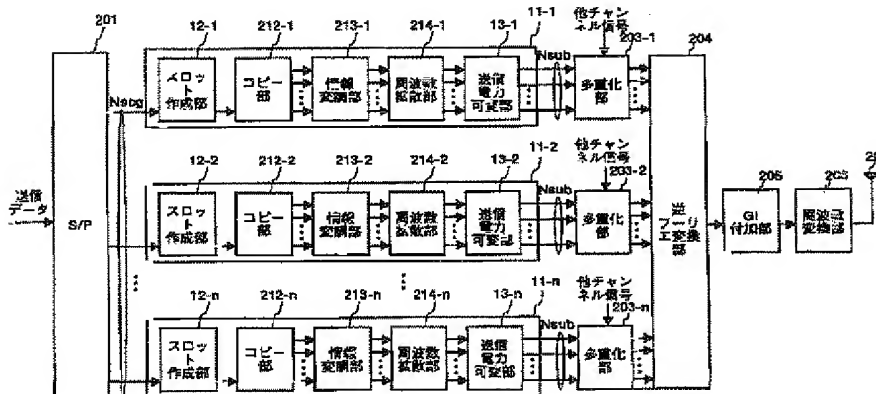 201
12-1
212-1
213-1
214-1
13-1
11-1
他チャン
ネル信号
203-1
204
Nsub
スロッ
ト
作成部
コピー
部
情報
変調部
周波数
拡散部
送信
電力
可変部
多重化
部
12-2
212-2
213-2
214-2
13-2
11-2
他チャン
ネル信号
203-2
Nsub
送信
データ
S/P
スロッ
ト
作成部
コピー
部
情報
変調部
周波数
拡散部
送信
電力
可変部
多重化
部
逆
フーリ
エ変換
部
206
GI
付加部
205
周波数
変換部
12-n
212-n
213-n
214-n
13-n
11-n
他チャン
ネル信号
203-n
Nsub
スロッ
ト
作成部
コピー
部
情報
変調部
周波数
拡散部
送信
電力
可変部
多重化
部